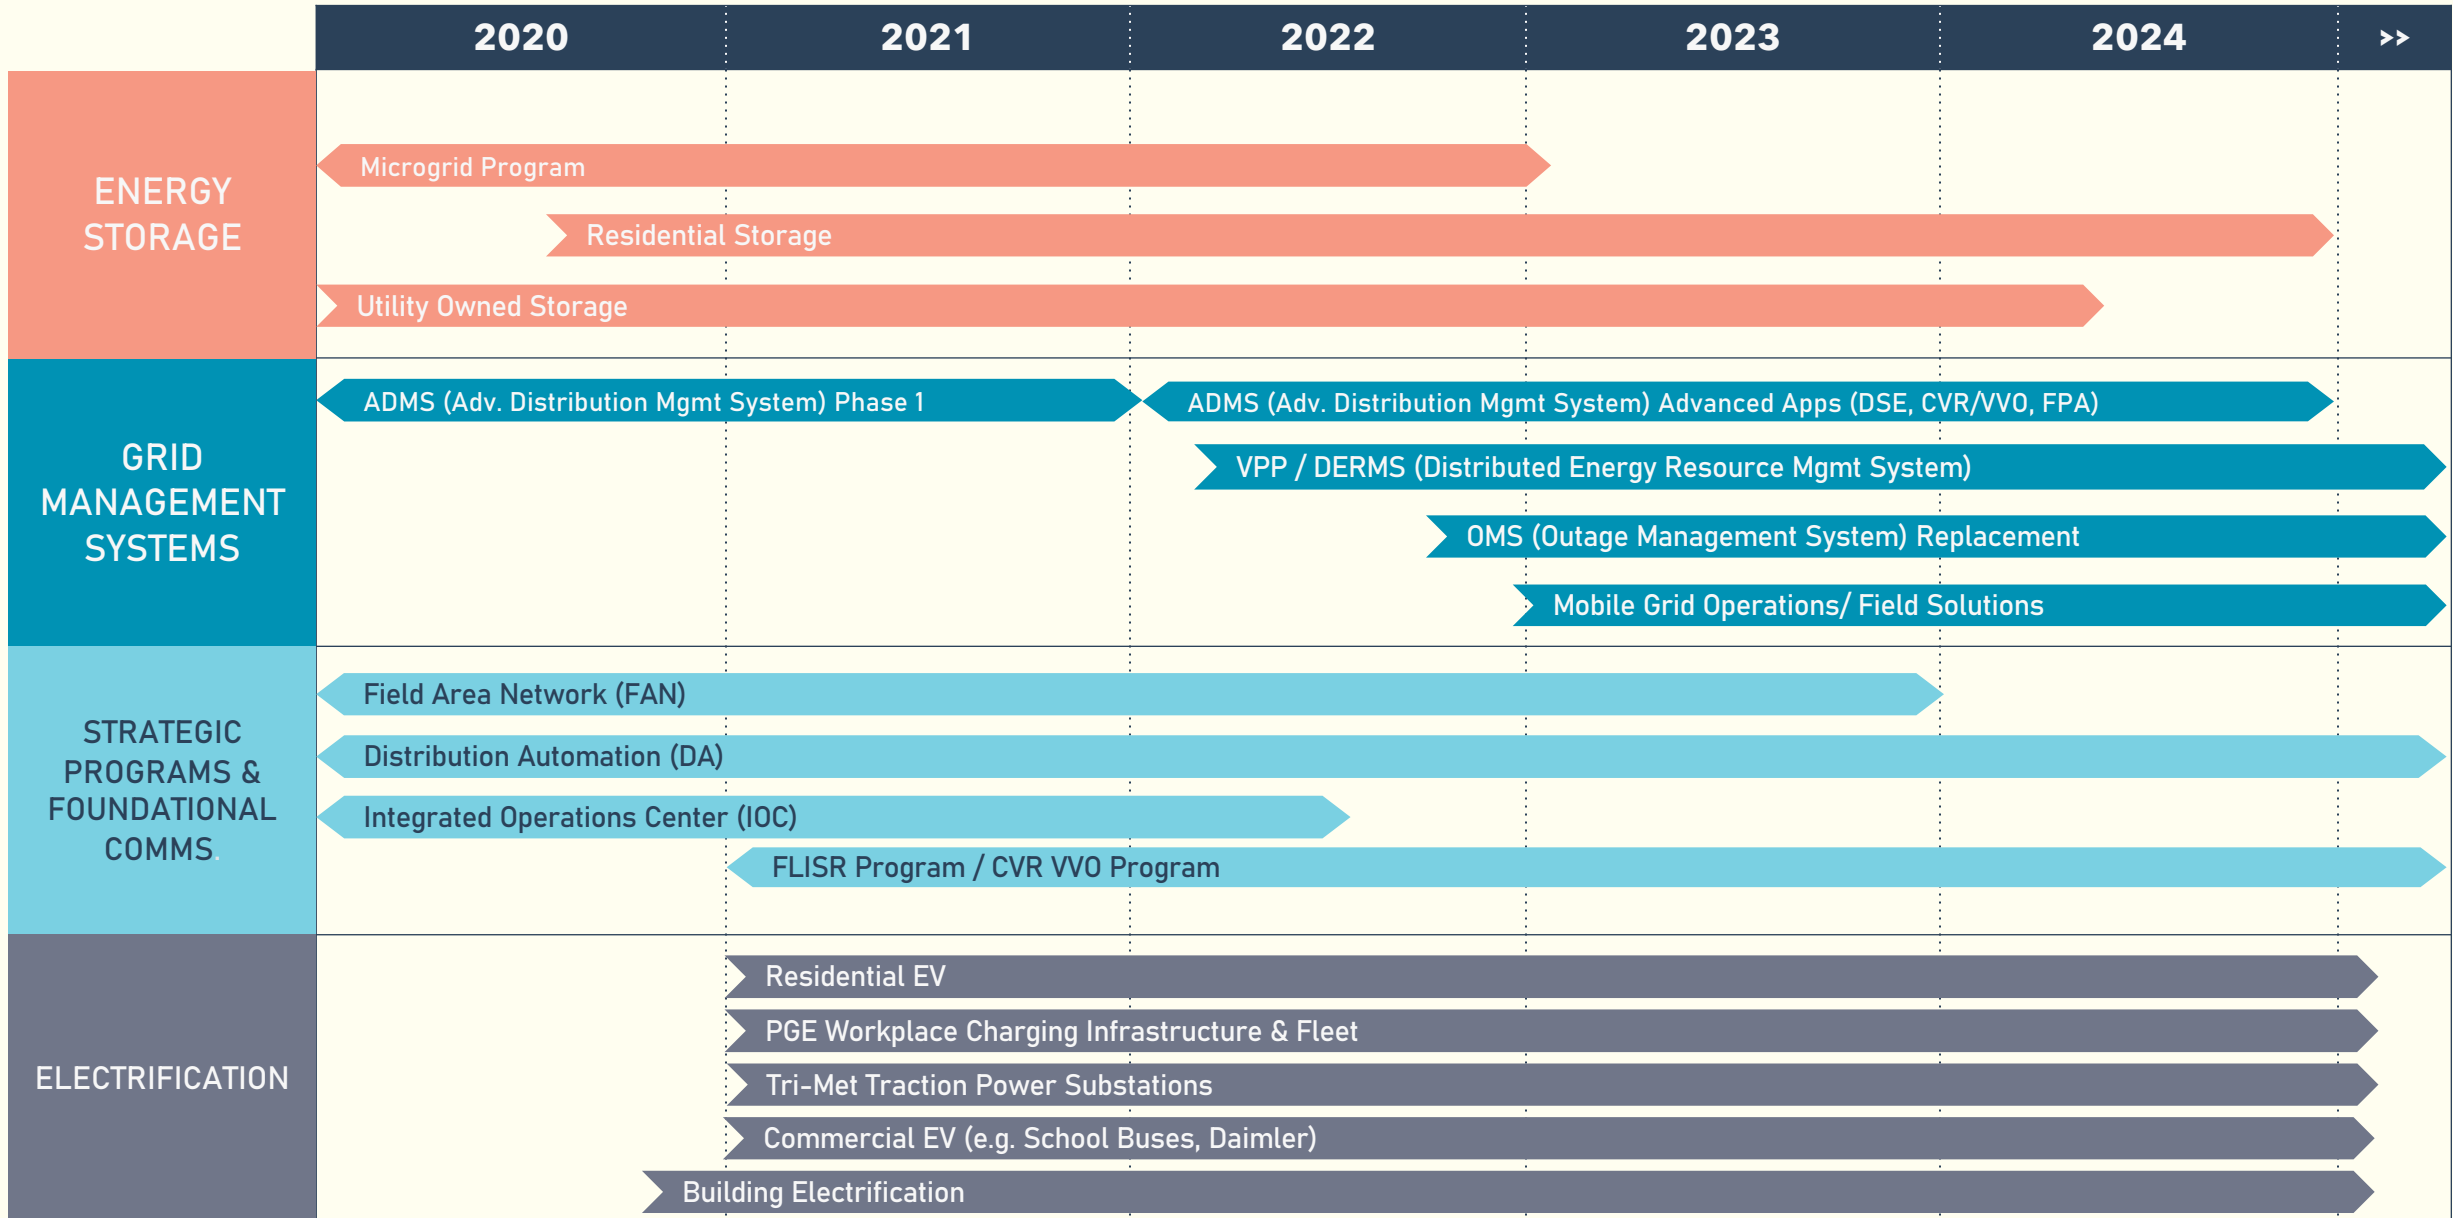 2020 2021 2022 2023 2024 >>
ENERGY
STORAGE
Microgrid Program
Residential Storage
Utility Owned Storage
GRID
MANAGEMENT
SYSTEMS
ADMS (Adv. Distribution Mgmt System) Phase 1
ADMS (Adv. Distribution Mgmt System) Advanced Apps (DSE, CVR/VVO, FPA)
VPP / DERMS (Distributed Energy Resource Mgmt System)
OMS (Outage Management System) Replacement
Mobile Grid Operations/ Field Solutions
STRATEGIC
PROGRAMS &
FOUNDATIONAL
COMMS.
Field Area Network (FAN)
Distribution Automation (DA)
Integrated Operations Center (IOC)
FLISR Program / CVR VVO Program
ELECTRIFICATION
Residential EV
PGE Workplace Charging Infrastructure & Fleet
Tri-Met Traction Power Substations
Commercial EV (e.g. School Buses, Daimler)
Building Electrification